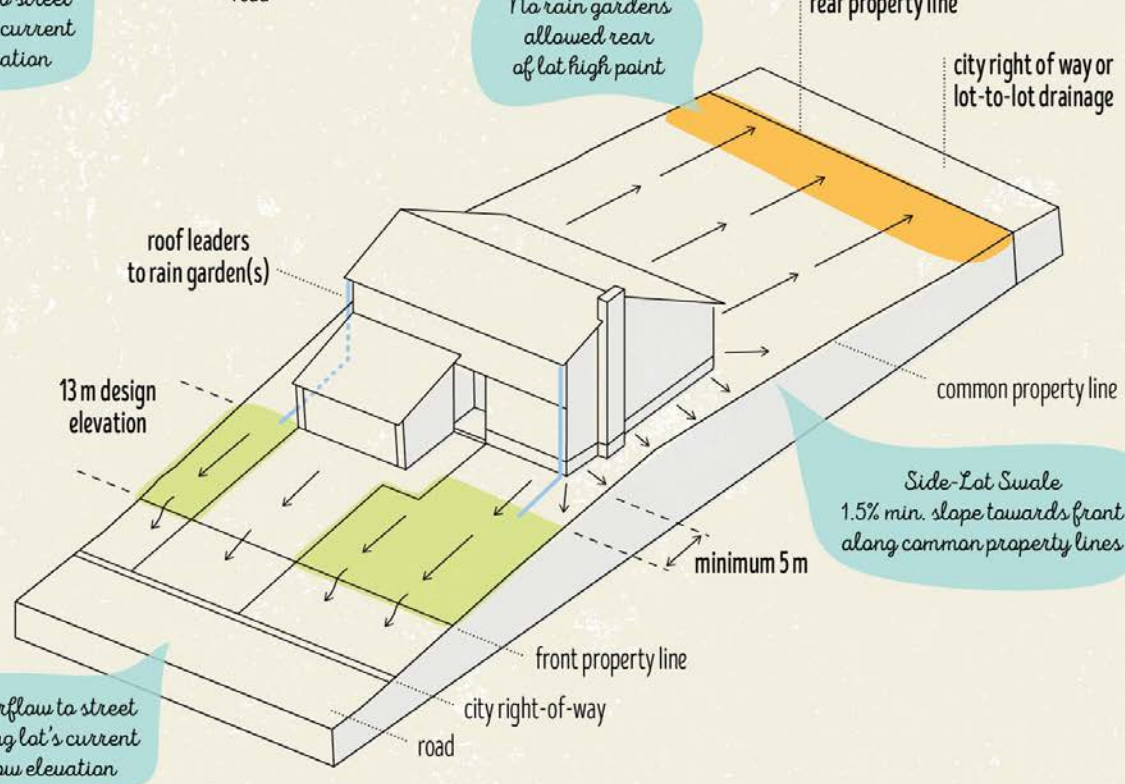 to street
current
road
No rain gardens
allowed rear
of lot high point
rear property line
city right of way or
lot-to-lot drainage
roof leaders
to rain garden(s)
13 m design
elevation
common property line
Side-Lot Swale
1.5% min. slope towards front
along common property lines
minimum 5 m
front property line
city right-of-way
road
to street
lot's current
elevation